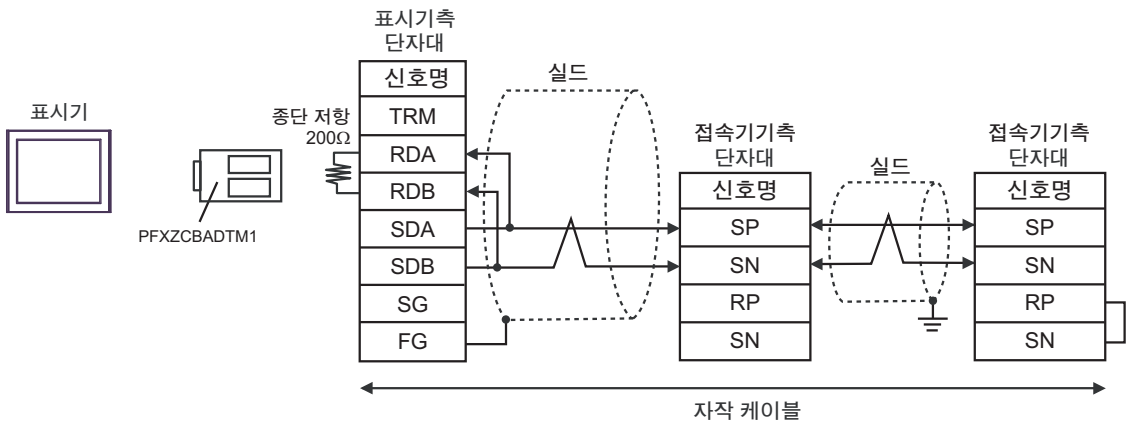 표시기
PFXZCBADTM1
종단 저항
200Ω
표시기측
단자대
신호명
TRM
RDA
RDB
SDA
SDB
SG
FG
실드
접속기기측
단자대
신호명
SP
SN
RP
SN
실드
접속기기측
단자대
신호명
SP
SN
RP
SN
자작 케이블